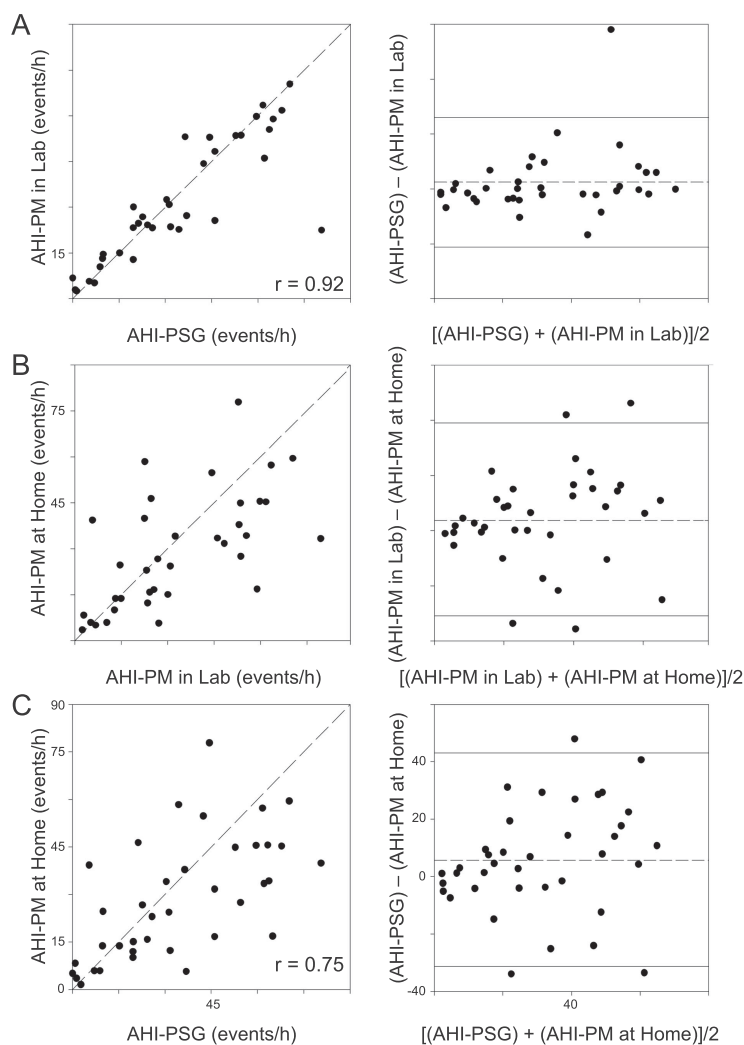 A
AHI-PM in Lab (events/h)
15
r = 0.92
AHI-PSG (events/h)
(AHI-PSG) – (AHI-PM in Lab)
[(AHI-PSG) + (AHI-PM in Lab)]/2
B
AHI-PM at Home (events/h)
75
45
AHI-PM in Lab (events/h)
(AHI-PM in Lab) – (AHI-PM at Home)
[(AHI-PM in Lab) + (AHI-PM at Home)]/2
C
AHI-PM at Home (events/h)
90
75
45
15
0
r = 0.75
45
AHI-PSG (events/h)
(AHI-PSG) – (AHI-PM at Home)
40
20
0
-40
40
[(AHI-PSG) + (AHI-PM at Home)]/2